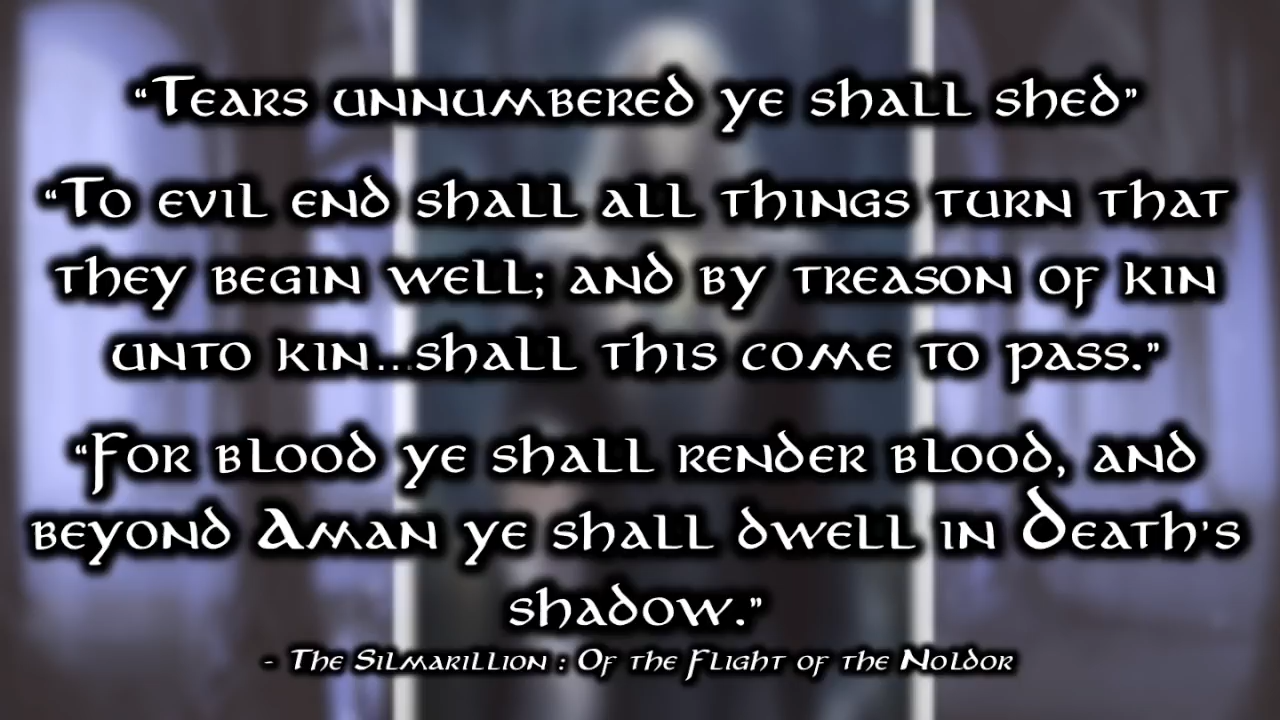 “Tears unnumbered ye shall shed”
“To evil end shall all things turn that
they begin well; and by treason of kin
unto kin...shall this come to pass.”
“For blood ye shall render blood, and
beyond Aman ye shall dwell in Death's
shadow.”
- The Silmarillion : Of the Flight of the Noldor